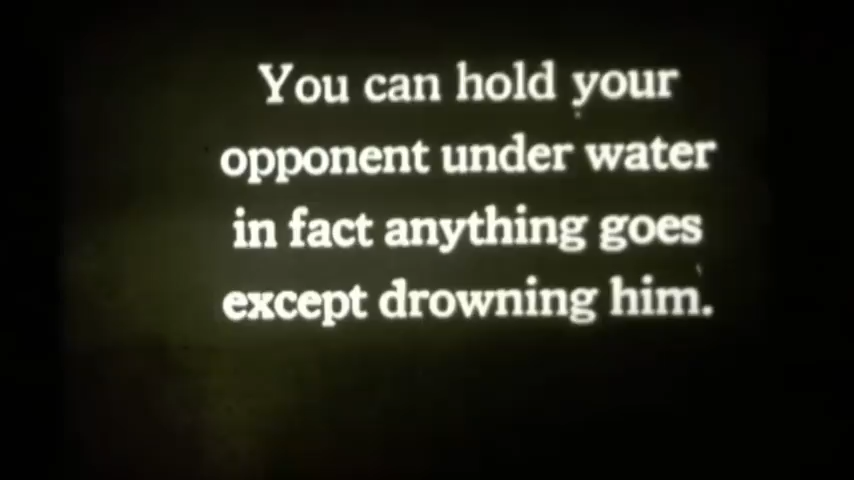 You can hold your
opponent under water
in fact anything goes
except drowning him.